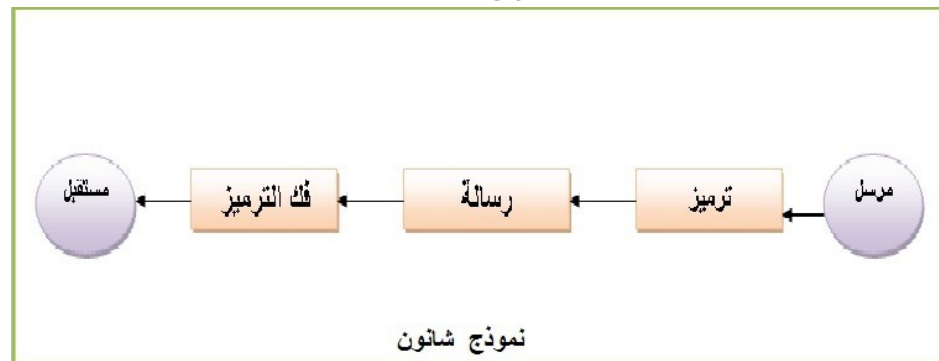 مرسل
ترميز
رسالة
فك الترميز
مستقبل
نموذج شانون